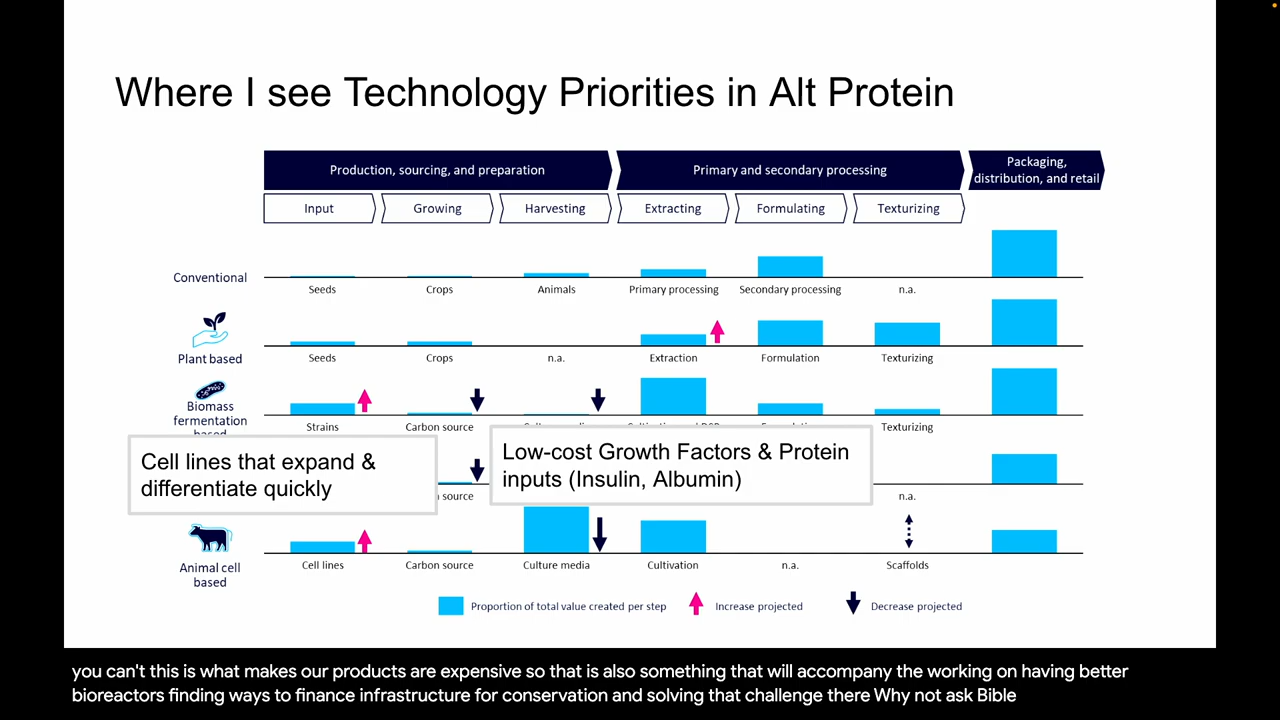 Where I see Technology Priorities in Alt Protein
Production, sourcing, and preparation
Primary and secondary processing
Packaging,
distribution, and retail
Input
Growing
Harvesting
Extracting
Formulating
Texturizing
Conventional
Seeds
Crops
Animals
Primary processing
Secondary processing
n.a.
Plant based
Seeds
Crops
n.a.
Extraction
Formulation
Texturizing
Biomass
fermentation
Strains
Carbon source
Texturizing
Cell lines that expand &
differentiate quickly
Low-cost Growth Factors & Protein
inputs (Insulin, Albumin)
source
n.a.
Animal cell
based
Cell lines
Carbon source
Culture media
Cultivation
n.a.
Scaffolds
Proportion of total value created per step
Increase projected
Decrease projected
you can't this is what makes our products are expensive so that is also something that will accompany the working on having better
bioreactors finding ways to finance infrastructure for conservation and solving that challenge there Why not ask Bible